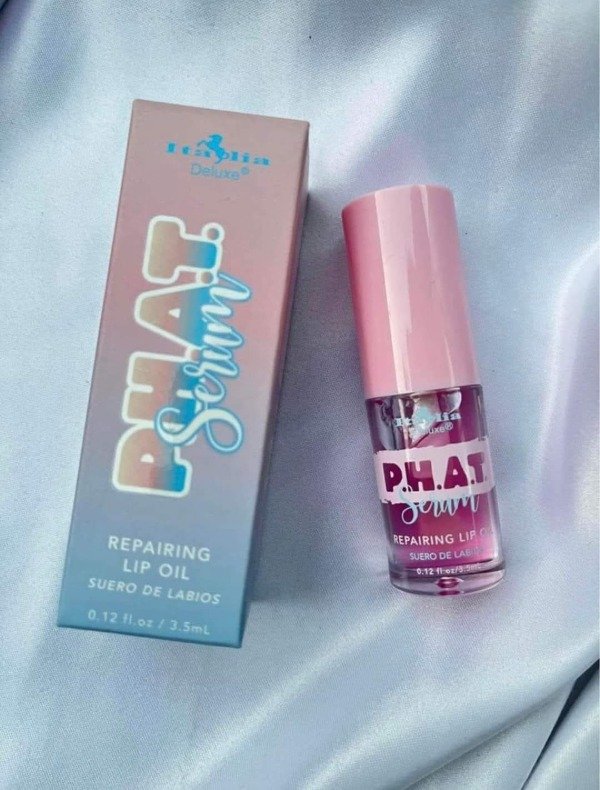 Italia
Deluxe®
P.H.A.T.
Serum
REPAIRING
LIP OIL
SUERO DE LABIOS
0.12 fl.oz / 3.5mL
Italia
Deluxe®
P.H.A.T.
Serum
REPAIRING LIP OIL
SUERO DE LABIOS
0.12 fl.oz/3.5mL